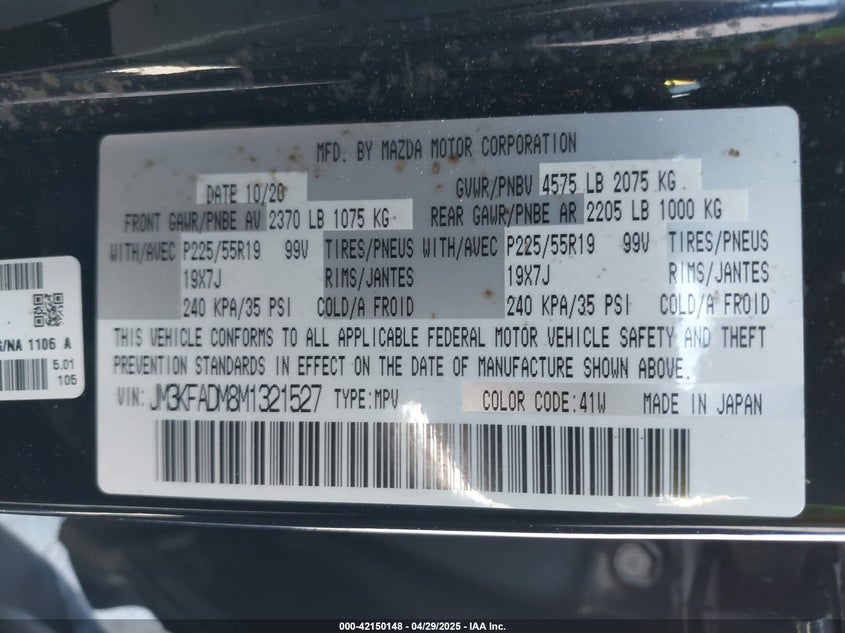 MFD. BY MAZDA MOTOR CORPORATION
DATE 10/20 GVWR/PNBV 4575 LB 2075 KG
FRONT GAWR/PNBE AV 2370 LB 1075 KG REAR GAWR/PNBE AR 2205 LB 1000 KG
WITH/AVEC P225/55R19 99V TIRES/PNEUS WITH/AVEC P225/55R19 99V TIRES/PNEUS
19X7J RIMS/JANTES 19X7J RIMS/JANTES
240 KPA/35 PSI COLD/A FROID 240 KPA/35 PSI COLD/A FROID
THIS VEHICLE CONFORMS TO ALL APPLICABLE FEDERAL MOTOR VEHICLE SAFETY AND THEFT
PREVENTION STANDARDS IN EFFECT ON THE DATE OF MANUFACTURE SHOWN ABOVE.
VIN: JM3KFADM8M1321527 TYPE:MPV COLOR CODE:41W MADE IN JAPAN
/NA 1106 A
5.01
105
000-42150148 - 04/29/2025 - IAA Inc.